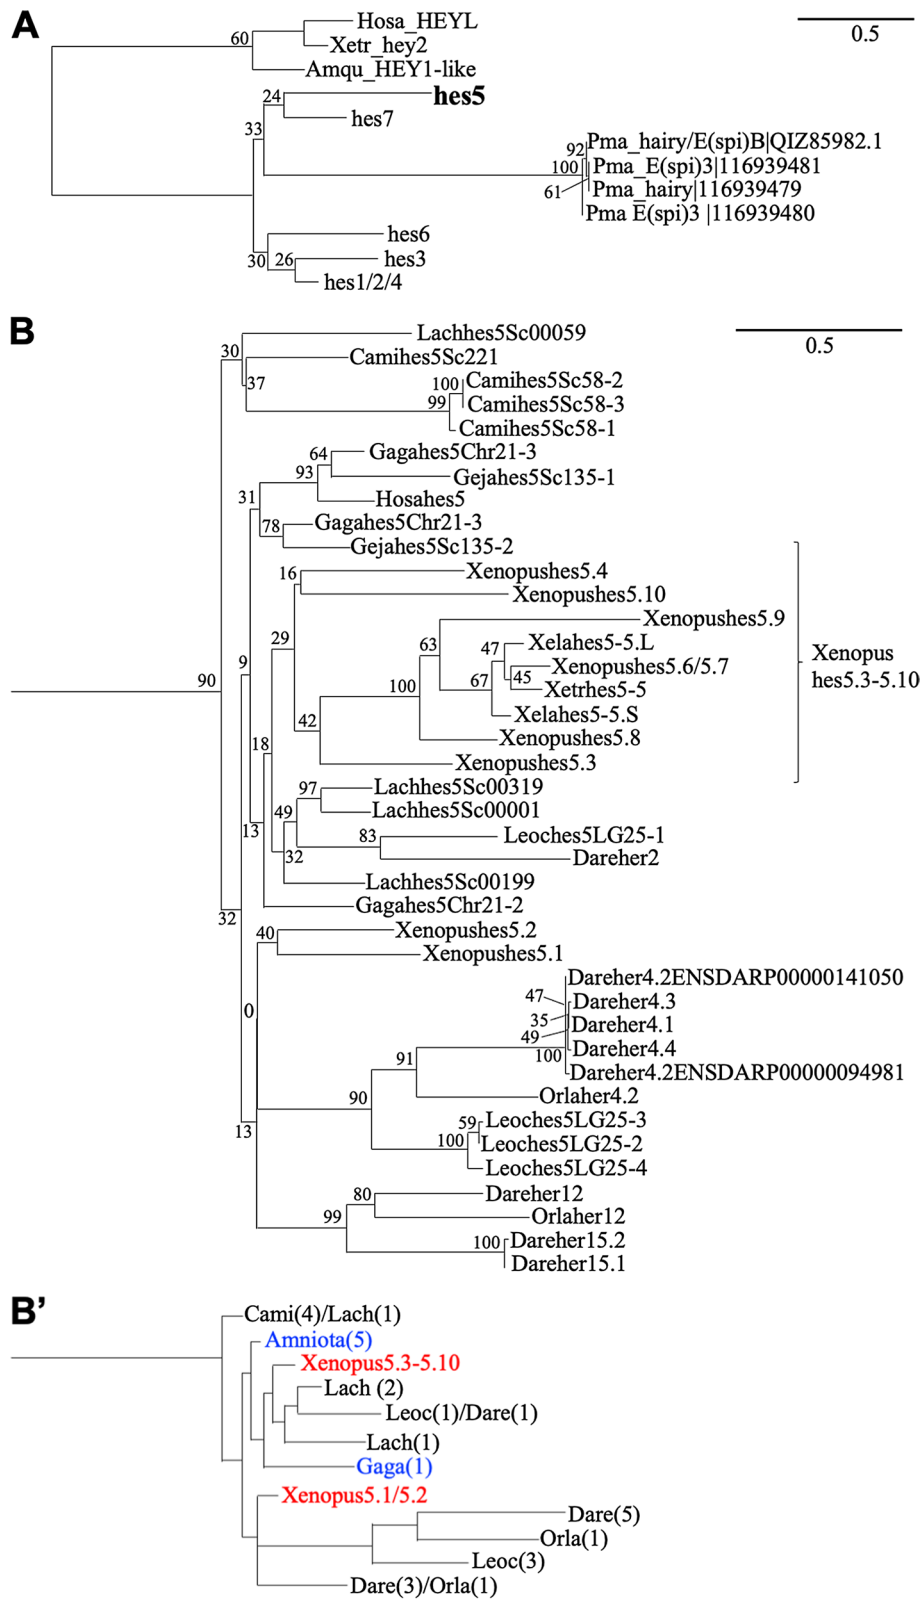 A
0.5
Hosa_HEYL
60
Xetr_hey2
Amqu_HEY1-like
24
hes5
hes7
33
92
Pma_hairy/E(spi)B|QIZ85982.1
100
Pma_E(spi)3|116939481
61
Pma_hairy|116939479
Pma E(spi)3 |116939480
hes6
30
26
hes3
hes1/2/4
B
0.5
Lachhes5Sc00059
30
Camihes5Sc221
37
100
Camihes5Sc58-2
99
Camihes5Sc58-3
Camihes5Sc58-1
64
Gagahes5Chr21-3
93
Gejahes5Sc135-1
31
Hosahes5
78
Gagahes5Chr21-3
Gejahes5Sc135-2
16
Xenopushes5.4
Xenopushes5.10
Xenopushes5.9
29
63
47
Xelahes5-5.L
9
Xenopushes5.6/5.7
Xenopus
90
100
67
45
Xetrhes5-5
hes5.3-5.10
42
Xelahes5-5.S
18
Xenopushes5.8
Xenopushes5.3
97
Lachhes5Sc00319
49
Lachhes5Sc00001
13
83
Leoches5LG25-1
32
Dareher2
Lachhes5Sc00199
32
Gagahes5Chr21-2
40
Xenopushes5.2
Xenopushes5.1
Dareher4.2ENSDARP00000141050
47
Dareher4.3
0
35
Dareher4.1
49
Dareher4.4
91
100
Dareher4.2ENSDARP00000094981
90
Orlaher4.2
13
59
Leoches5LG25-3
100
Leoches5LG25-2
Leoches5LG25-4
80
Dareher12
99
Orlaher12
100
Dareher15.2
Dareher15.1
B’
Cami(4)/Lach(1)
Amniota(5)
Xenopus5.3-5.10
Lach (2)
Leoc(1)/Dare(1)
Lach(1)
Gaga(1)
Xenopus5.1/5.2
Dare(5)
Orla(1)
Leoc(3)
Dare(3)/Orla(1)